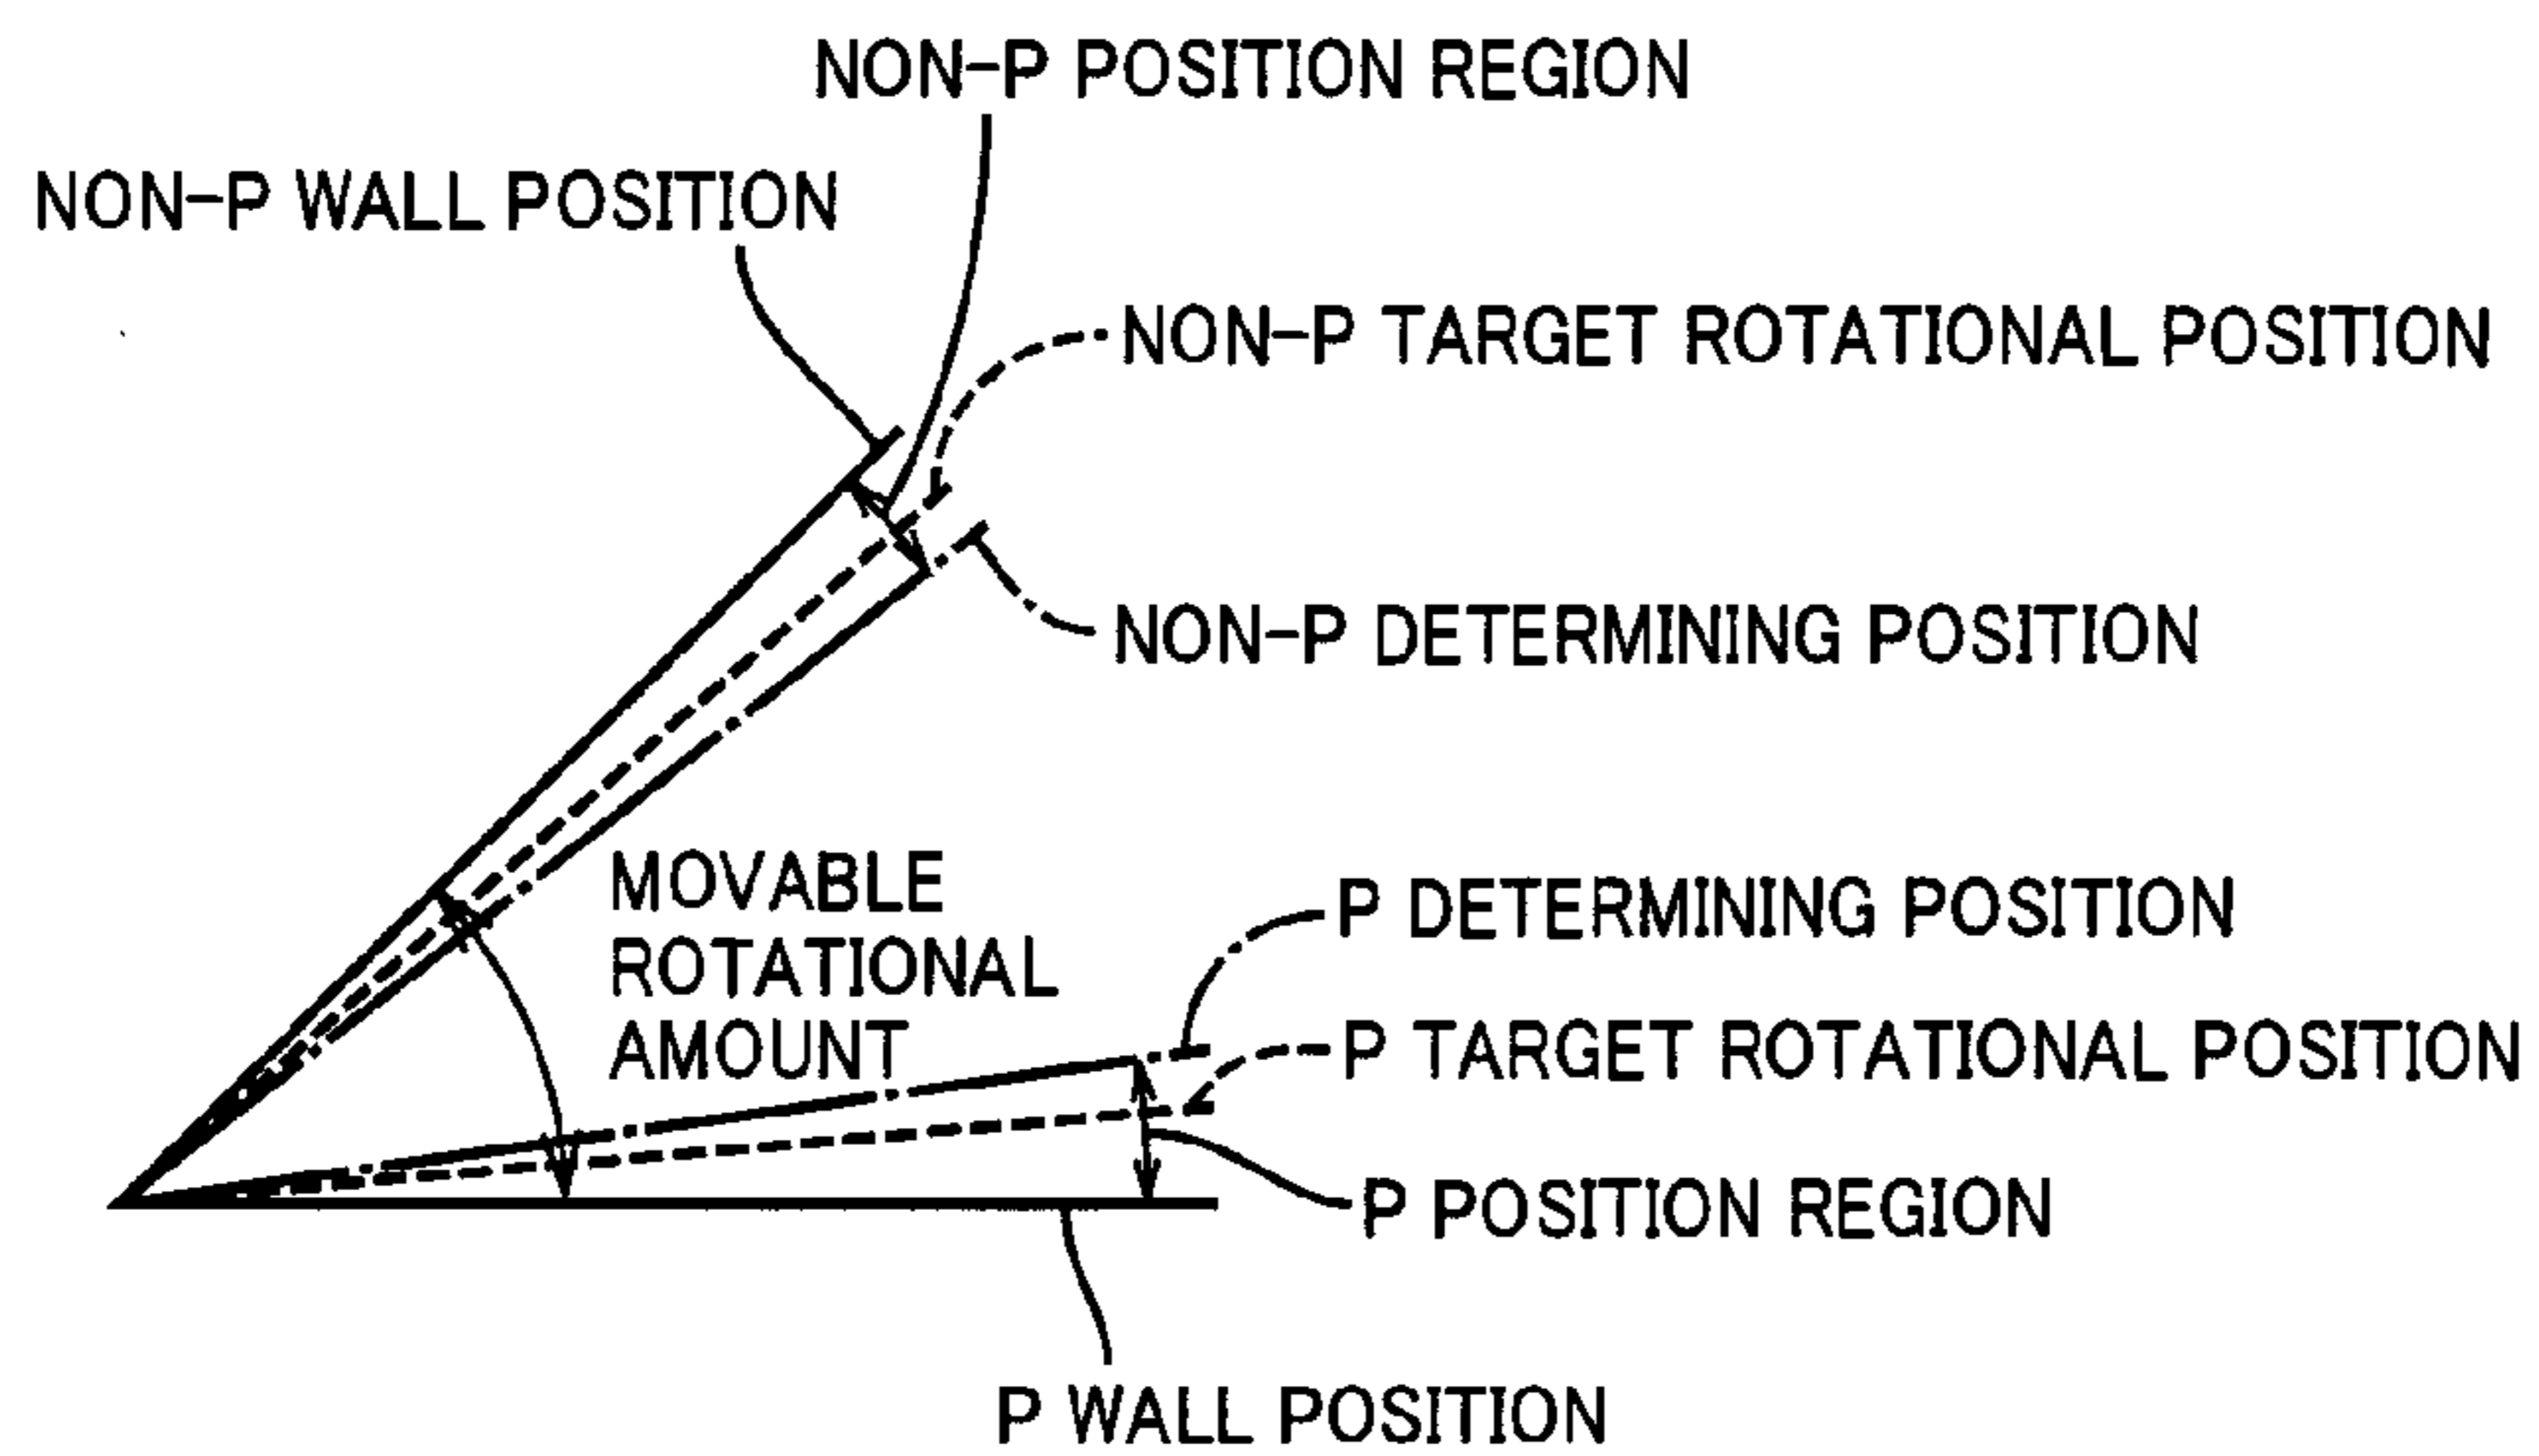 NON-P POSITION REGION
NON-P WALL POSITION
NON-P TARGET ROTATIONAL POSITION
NON-P DETERMINING POSITION
MOVABLE
ROTATIONAL
AMOUNT
P DETERMINING POSITION
P TARGET ROTATIONAL POSITION
P POSITION REGION
P WALL POSITION